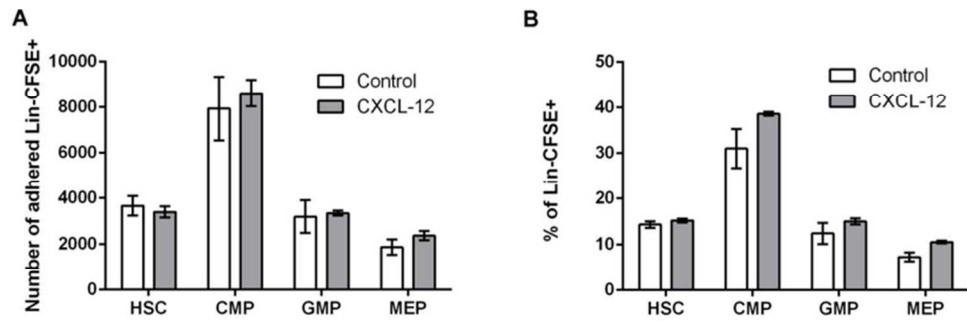 A
Number of adhered Lin-CFSE+
10000
8000
6000
4000
2000
0
Control
CXCL-12
HSC CMP GMP MEP
B
% of Lin-CFSE+
50
40
30
20
10
0
Control
CXCL-12
HSC CMP GMP MEP